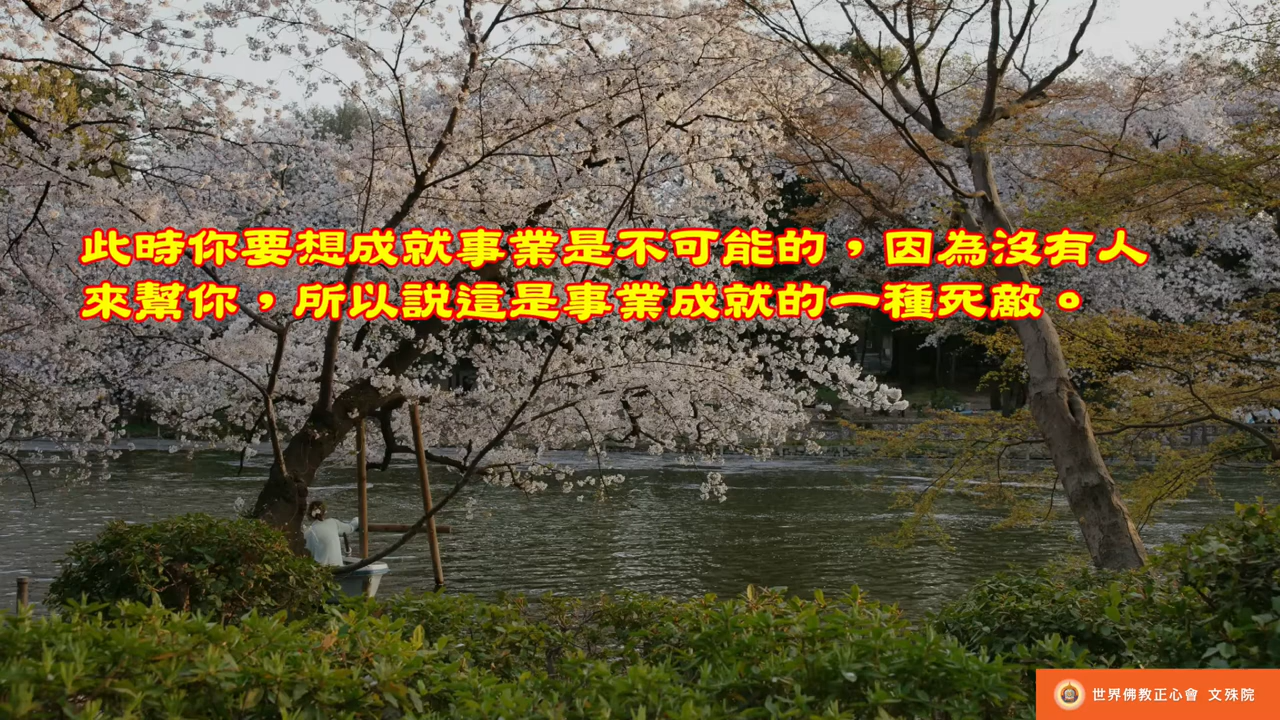 此時你要想成就事業是不可能的，因為沒有人
來幫你，所以說這是事業成就的一種死敵。
世界佛教正心會 文殊院